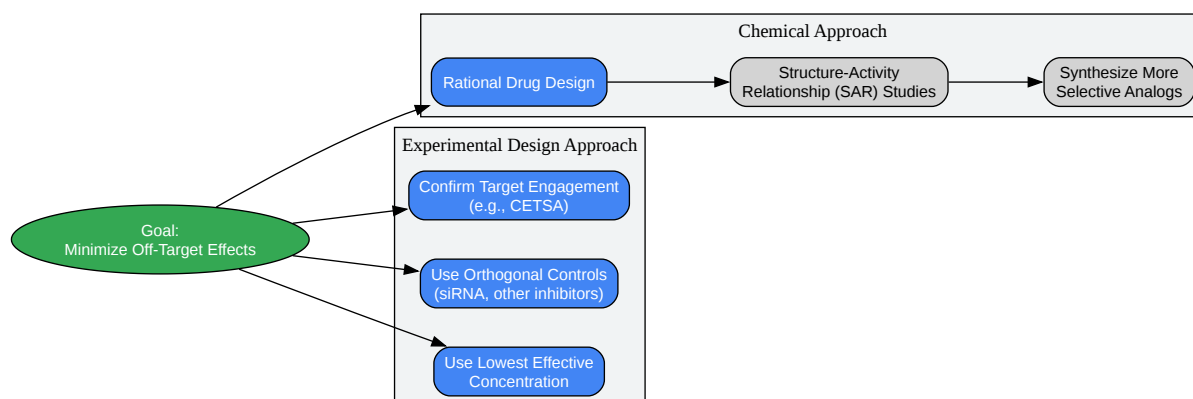 Chemical Approach
Rational Drug Design
Structure-Activity
Relationship (SAR) Studies
Synthesize More
Selective Analogs
Experimental Design Approach
Confirm Target Engagement
(e.g., CETSA)
Goal:
Minimize Off-Target Effects
Use Orthogonal Controls
(siRNA, other inhibitors)
Use Lowest Effective
Concentration